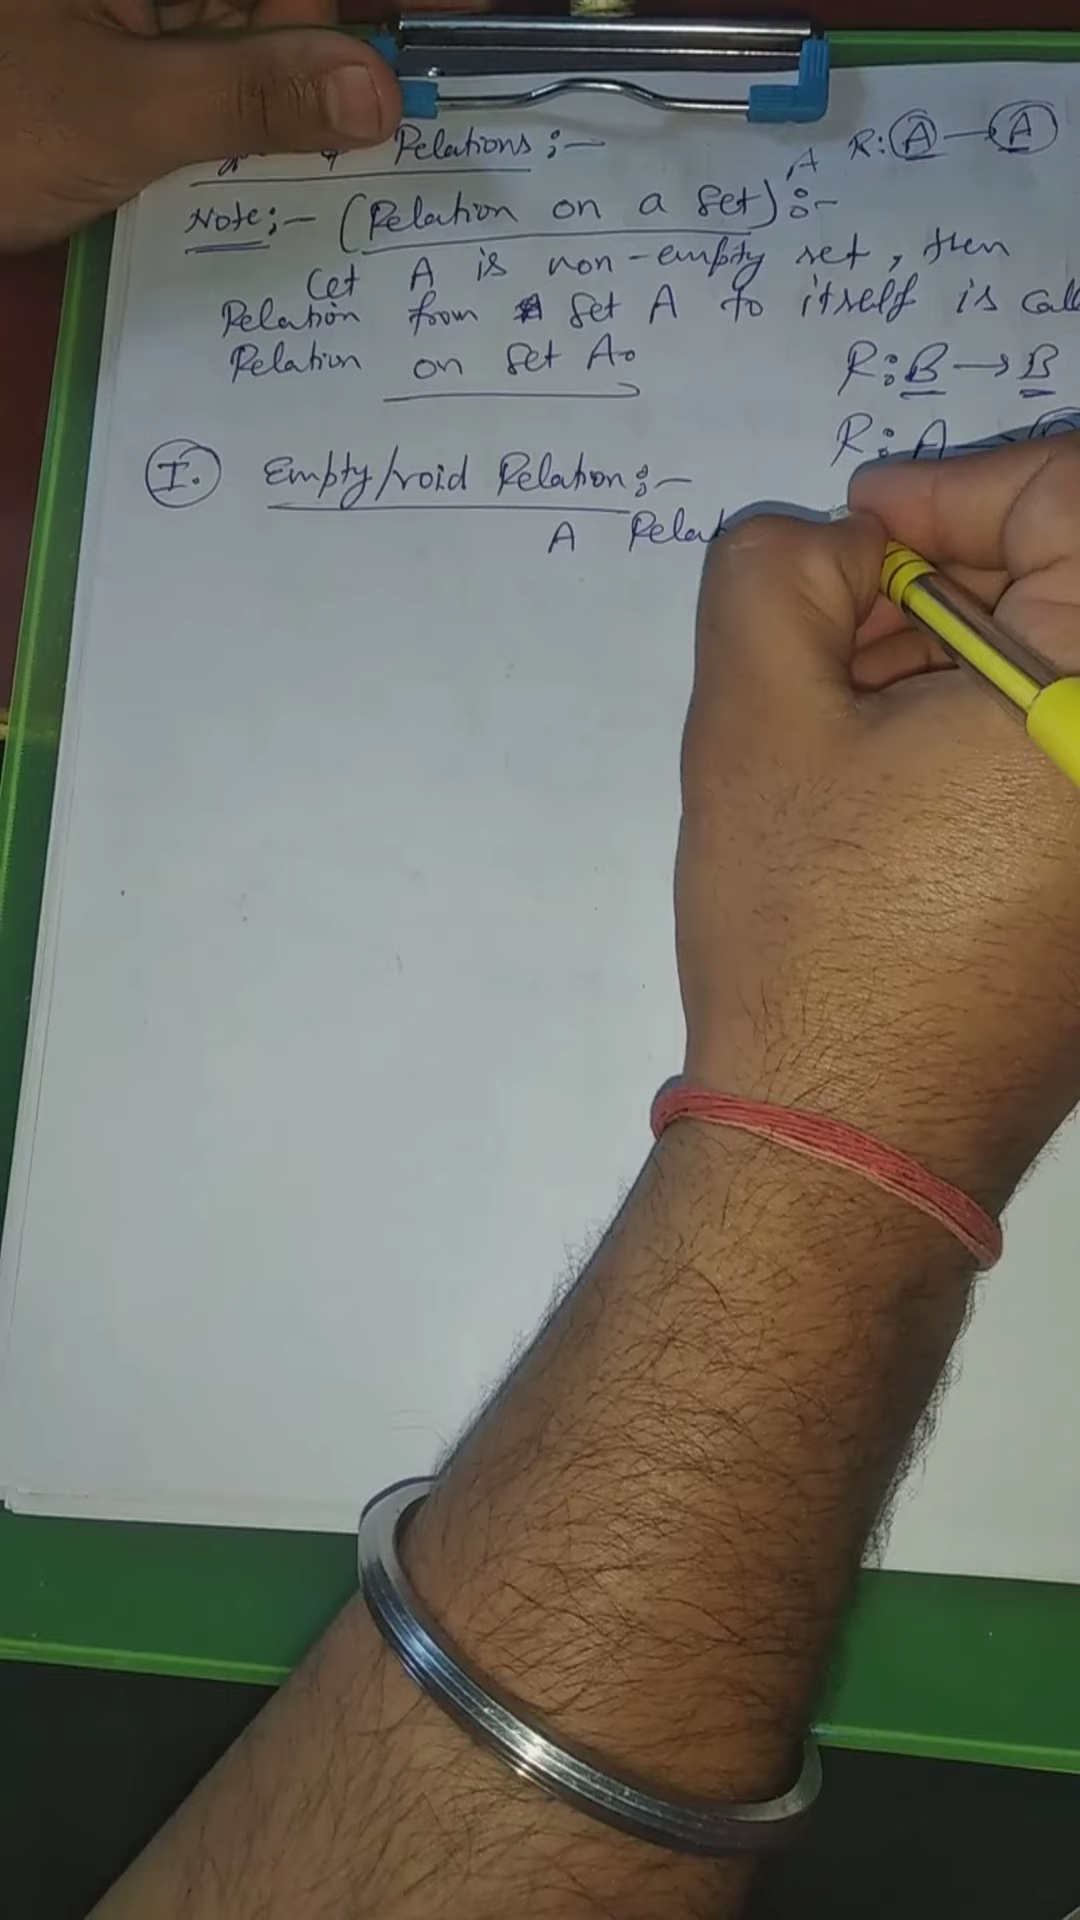 Relations :-
R: A → A
Note :- (Relation on a set) :-
A
Let A is non-empty set, then
Relation from set A to itself is
Relation on set A.
R: B → B
R: A
I. Empty/void Relation :-
A